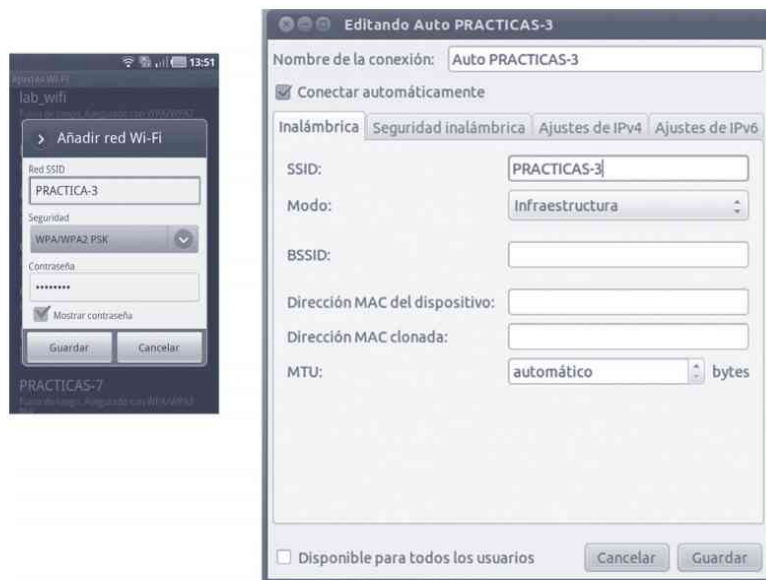 13:51
Ajustes Wi-Fi
lab_wifi
Añadir red Wi-Fi
Red SSID
PRACTICA-3
Seguridad
WPA/WPA2 PSK
Contraseña
••••••••
Mostrar contraseña
Guardar Cancelar
PRACTICAS-7
Editando Auto PRACTICAS-3
Nombre de la conexión: Auto PRACTICAS-3
Conectar automáticamente
Inalámbrica Seguridad inalámbrica Ajustes de IPv4 Ajustes de IPv6
SSID: PRACTICAS-3
Modo: Infraestructura
BSSID:
Dirección MAC del dispositivo:
Dirección MAC clonada:
MTU: automático bytes
Disponible para todos los usuarios Cancelar Guardar